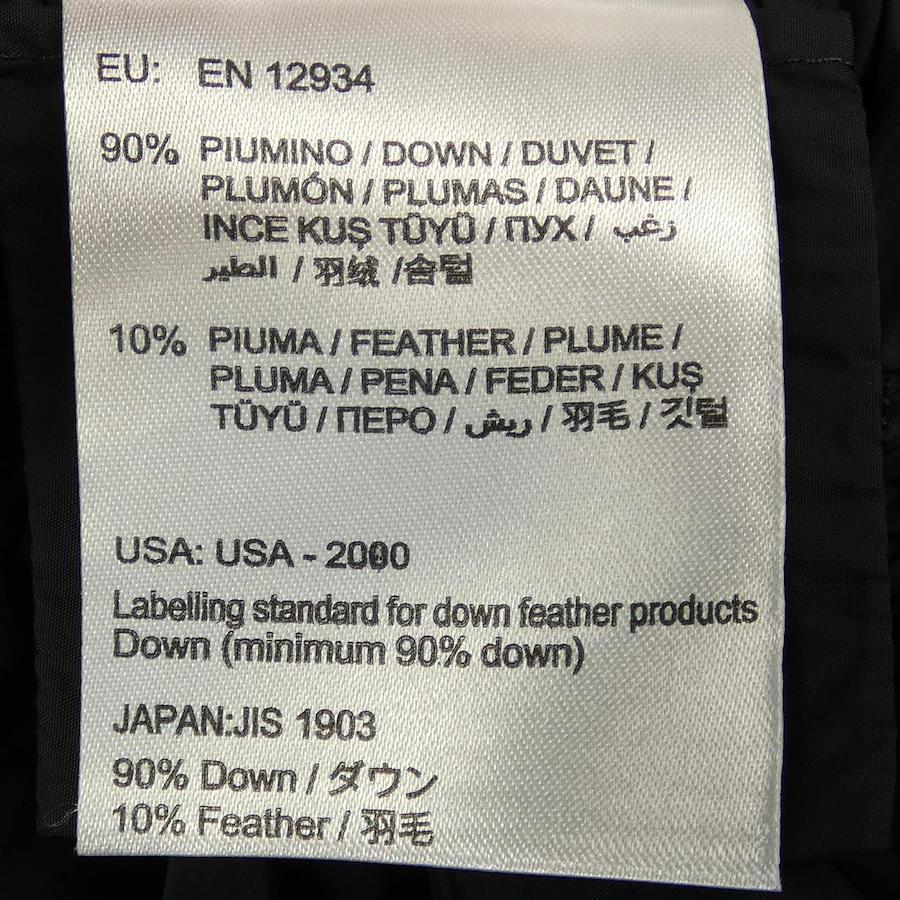 EU: EN 12934
90% PIUMINO / DOWN / DUVET /
PLUMÓN / PLUMAS / DAUNE /
INCE KUŞ TÜYÜ / ПУХ / زغب
الطير / 羽绒 /솜털
10% PIUMA / FEATHER / PLUME /
PLUMA / PENA / FEDER / KUŞ
TÜYÜ / ПЕРО / ريش / 羽毛 / 깃털
USA: USA - 2000
Labelling standard for down feather products
Down (minimum 90% down)
JAPAN:JIS 1903
90% Down / ダウン
10% Feather / 羽毛